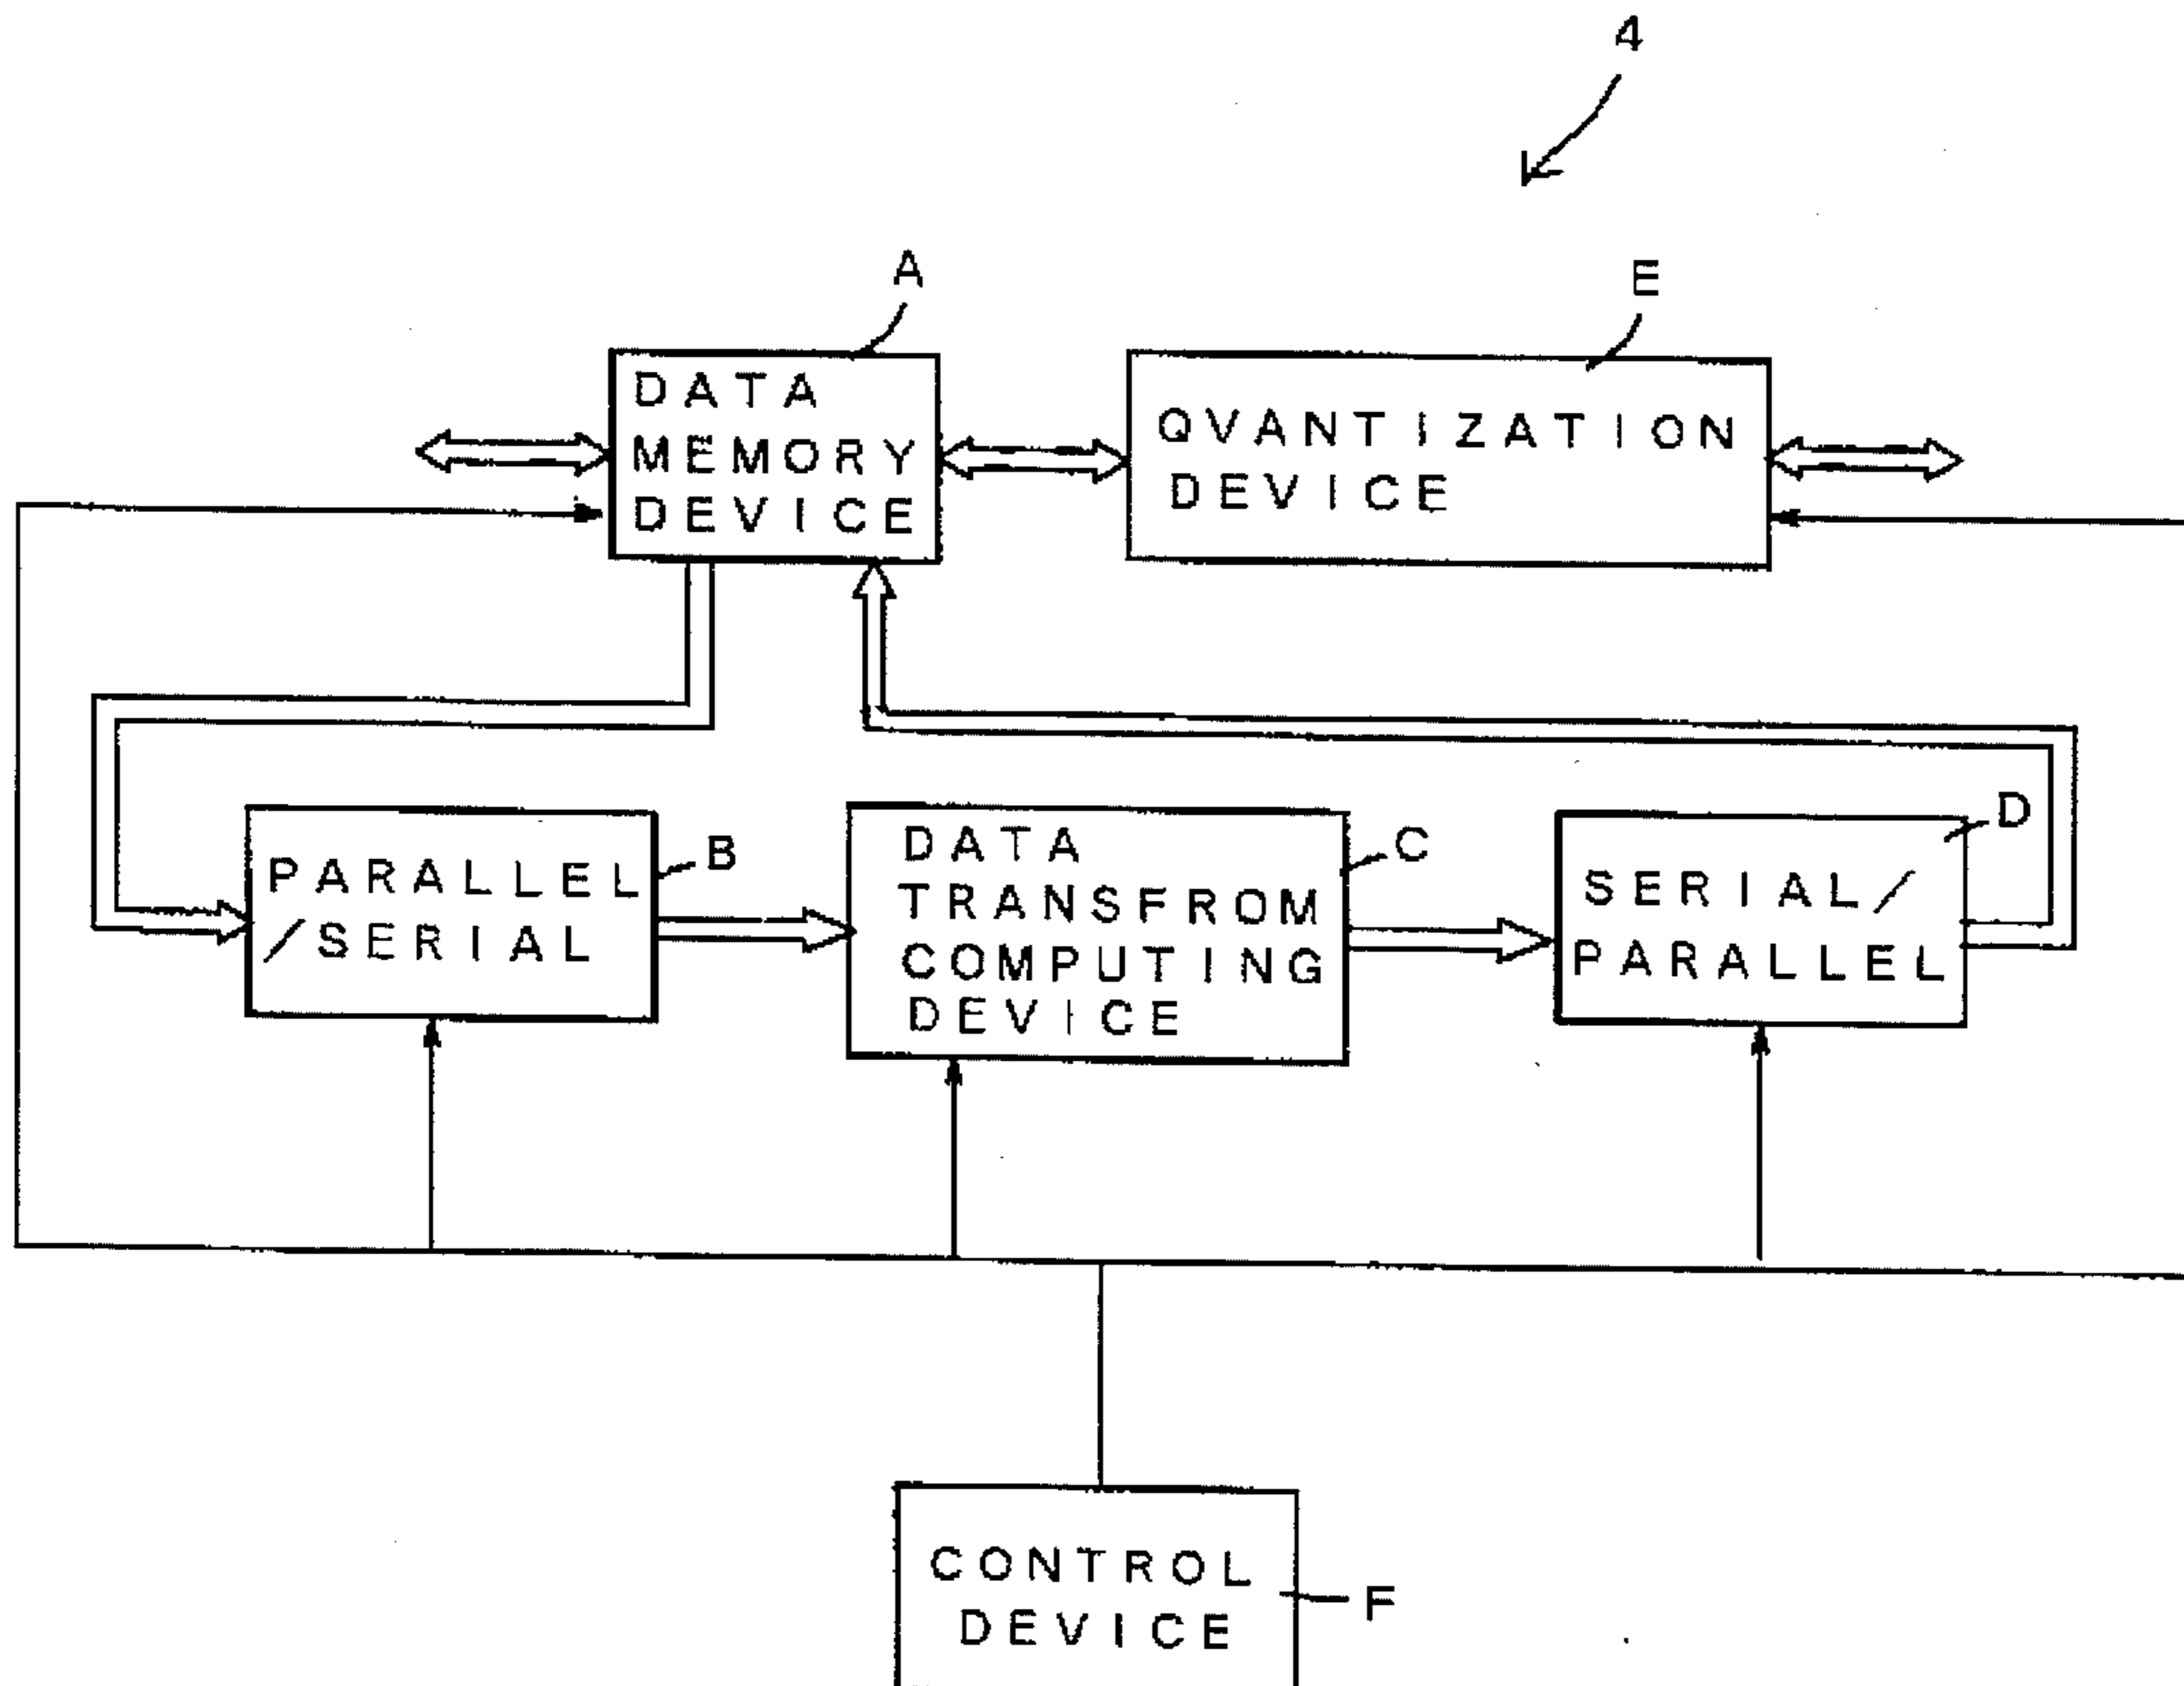 4
A
E
DATA
MEMORY
DEVICE
QVANTIZATION
DEVICE
PARALLEL
/SERIAL
B
DATA
TRANSFROM
COMPUTING
DEVICE
C
SERIAL/
PARALLEL
D
CONTROL
DEVICE
F